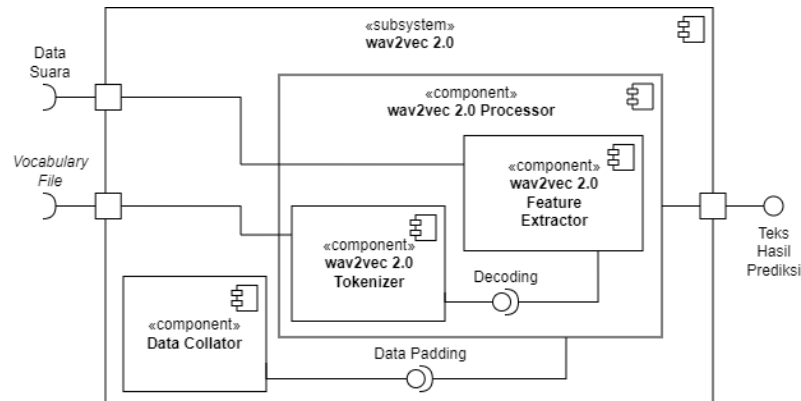 «subsystem»
wav2vec 2.0
Data
Suara
«component»
wav2vec 2.0 Processor
Vocabulary
File
«component»
wav2vec 2.0
Feature
Extractor
«component»
wav2vec 2.0
Tokenizer
Decoding
Teks
Hasil
Prediksi
«component»
Data Collator
Data Padding